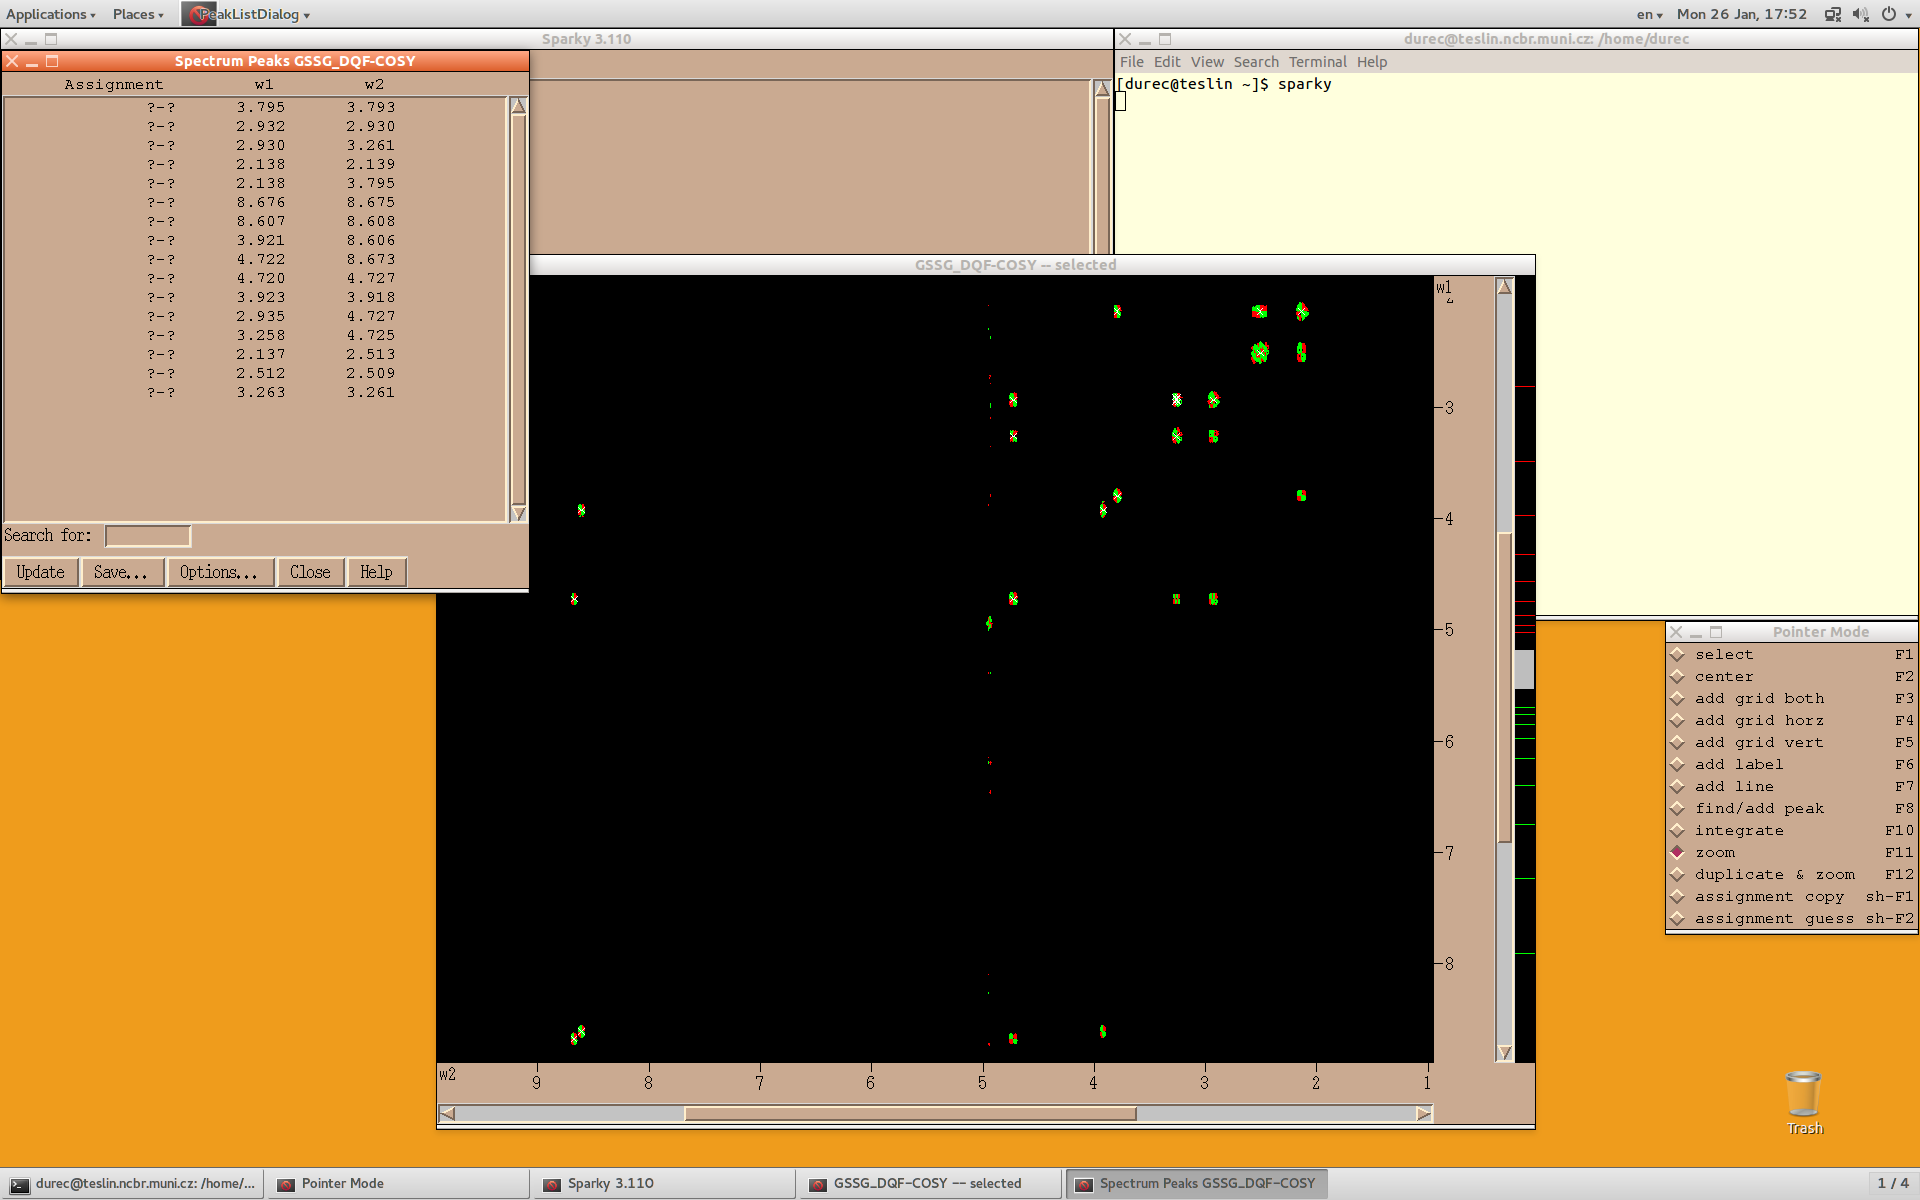 Applications Places PeakListDialog en Mon 26 Jan, 17:52
Sparky 3.110
durec@teslin.ncbr.muni.cz: /home/durec
File Edit View Search Terminal Help
[durec@teslin ~]$ sparky
Spectrum Peaks GSSG_DQF-COSY
Assignment w1 w2
?-? 3.795 3.793
?-? 2.932 2.930
?-? 2.930 3.261
?-? 2.138 2.139
?-? 2.138 3.795
?-? 8.676 8.675
?-? 8.607 8.608
?-? 3.921 8.606
?-? 4.722 8.673
?-? 4.720 4.727
?-? 3.923 3.918
?-? 2.935 4.727
?-? 3.258 4.725
?-? 2.137 2.513
?-? 2.512 2.509
?-? 3.263 3.261
Search for:
Update Save... Options... Close Help
GSSG_DQF-COSY -- selected
w1
3
4
5
6
7
8
w2
9 8 7 6 5 4 3 2 1
Pointer Mode
select F1
center F2
add grid both F3
add grid horz F4
add grid vert F5
add label F6
add line F7
find/add peak F8
integrate F10
zoom F11
duplicate & zoom F12
assignment copy sh-F1
assignment guess sh-F2
Trash
durec@teslin.ncbr.muni.cz: /home/... Pointer Mode Sparky 3.110 GSSG_DQF-COSY -- selected Spectrum Peaks GSSG_DQF-COSY 1 / 4